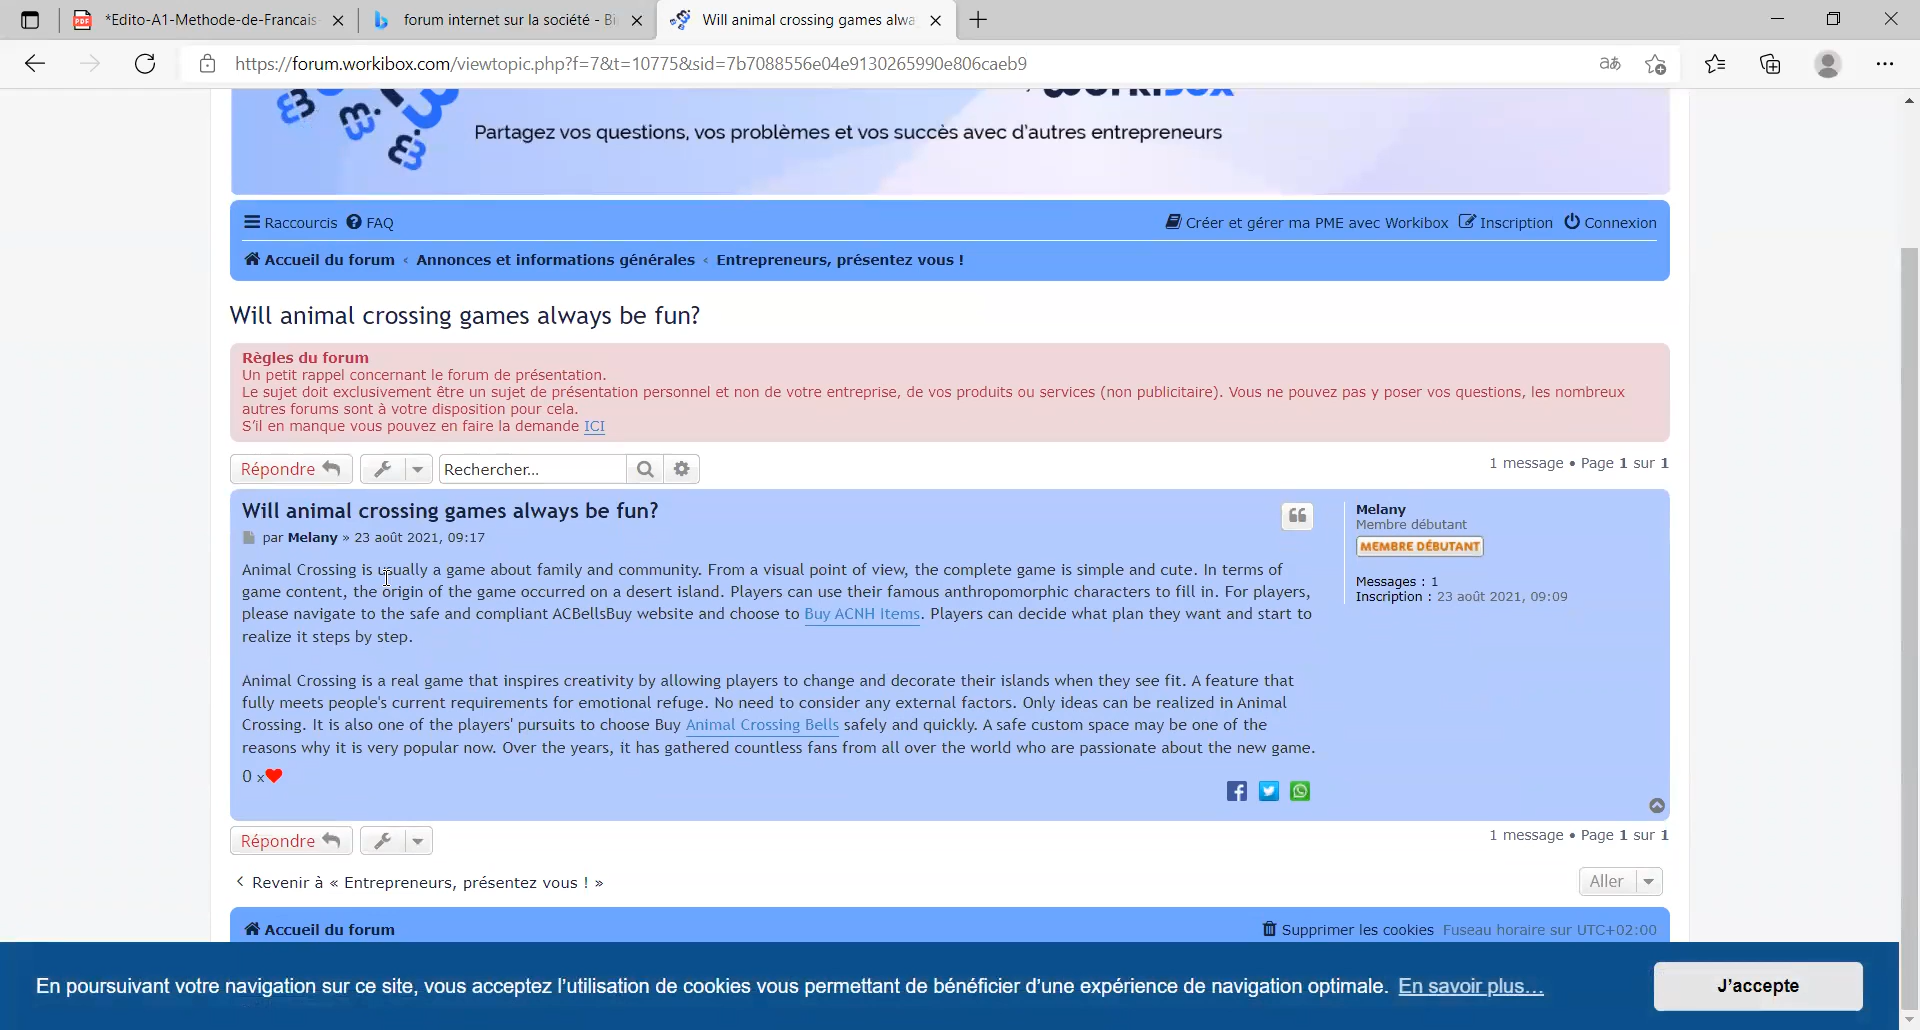 *Edito-A1-Methode-de-Francais
forum internet sur la société - Bi
Will animal crossing games alwa
https://forum.workibox.com/viewtopic.php?f=7&t=10775&sid=7b7088556e04e9130265990e806caeb9
Partagez vos questions, vos problèmes et vos succès avec d'autres entrepreneurs
Raccourcis FAQ
Créer et gérer ma PME avec Workibox Inscription Connexion
Accueil du forum ‹ Annonces et informations générales ‹ Entrepreneurs, présentez vous !
Will animal crossing games always be fun?
Règles du forum
Un petit rappel concernant le forum de présentation.
Le sujet doit exclusivement être un sujet de présentation personnel et non de votre entreprise, de vos produits ou services (non publicitaire). Vous ne pouvez pas y poser vos questions, les nombreux
autres forums sont à votre disposition pour cela.
S'il en manque vous pouvez en faire la demande ICI
Répondre
Rechercher...
1 message • Page 1 sur 1
Will animal crossing games always be fun?
par Melany » 23 août 2021, 09:17
Animal Crossing is usually a game about family and community. From a visual point of view, the complete game is simple and cute. In terms of
game content, the origin of the game occurred on a desert island. Players can use their famous anthropomorphic characters to fill in. For players,
please navigate to the safe and compliant ACBellsBuy website and choose to Buy ACNH Items. Players can decide what plan they want and start to
realize it steps by step.
Animal Crossing is a real game that inspires creativity by allowing players to change and decorate their islands when they see fit. A feature that
fully meets people's current requirements for emotional refuge. No need to consider any external factors. Only ideas can be realized in Animal
Crossing. It is also one of the players' pursuits to choose Buy Animal Crossing Bells safely and quickly. A safe custom space may be one of the
reasons why it is very popular now. Over the years, it has gathered countless fans from all over the world who are passionate about the new game.
0 x
Melany
Membre débutant
MEMBRE DÉBUTANT
Messages : 1
Inscription : 23 août 2021, 09:09
Répondre
1 message • Page 1 sur 1
Revenir à « Entrepreneurs, présentez vous ! »
Aller
Accueil du forum
Supprimer les cookies Fuseau horaire sur UTC+02:00
En poursuivant votre navigation sur ce site, vous acceptez l'utilisation de cookies vous permettant de bénéficier d'une expérience de navigation optimale. En savoir plus...
J'accepte